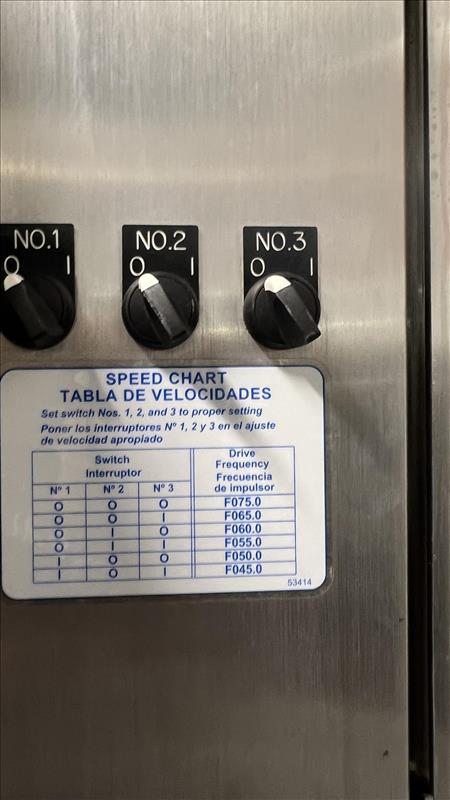 NO.1 NO.2 NO.3
O I O I O I
SPEED CHART
TABLA DE VELOCIDADES
Set switch Nos. 1, 2, and 3 to proper setting
Poner los interruptores Nº 1, 2 y 3 en el ajuste
de velocidad apropiado
Switch
Interruptor
Drive
Frequency
Frecuencia
de impulsor
Nº 1 Nº 2 Nº 3
O O O F075.0
O O I F065.0
O I O F060.0
O I I F055.0
I O O F050.0
I O I F045.0
53414